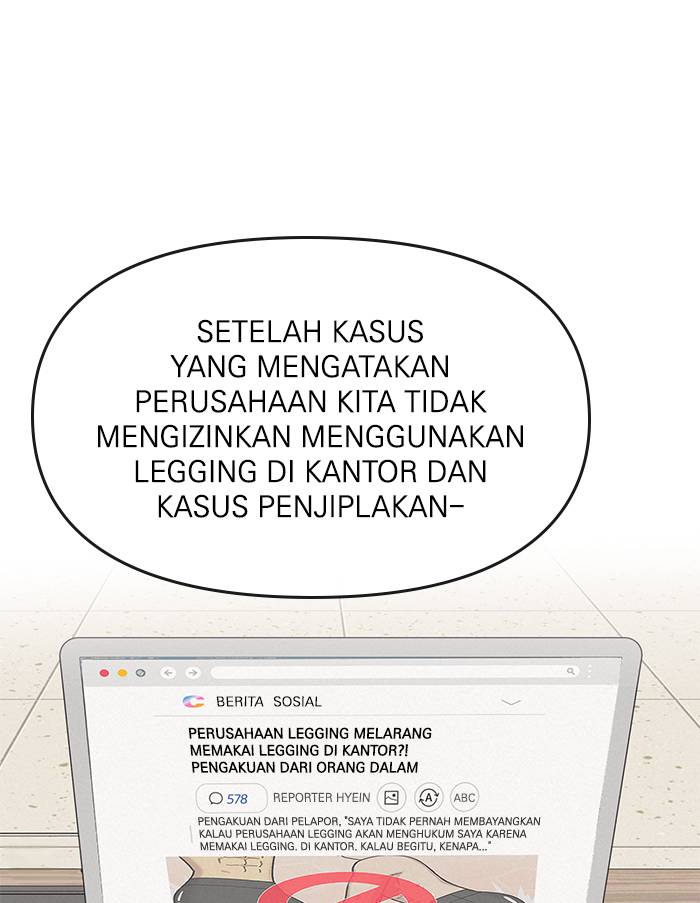 SETELAH KASUS
YANG MENGATAKAN
PERUSAHAAN KITA TIDAK
MENGIZINKAN MENGGUNAKAN
LEGGING DI KANTOR DAN
KASUS PENJIPLAKAN-
BERITA SOSIAL
PERUSAHAAN LEGGING MELARANG
MEMAKAI LEGGING DI KANTOR?!
PENGAKUAN DARI ORANG DALAM
578 REPORTER HYEIN A ABC
PENGAKUAN DARI PELAPOR, "SAYA TIDAK PERNAH MEMBAYANGKAN
KALAU PERUSAHAAN LEGGING AKAN MENGHUKUM SAYA KARENA
MEMAKAI LEGGING. DI KANTOR. KALAU BEGITU, KENAPA..."